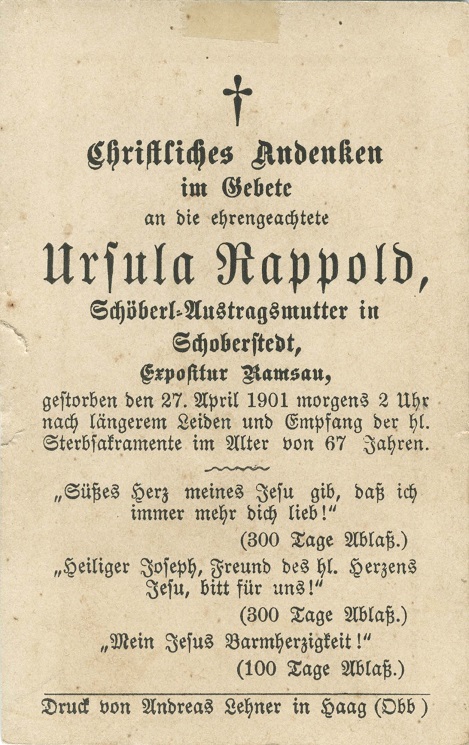 Christliches Andenken
im Gebete
an die ehrengeachtete
Ursula Rappold,
Schöberl-Austragsmutter in
Schoberstedt,
Expositur Ramsau,
gestorben den 27. April 1901 morgens 2 Uhr
nach längerem Leiden und Empfang der hl.
Sterbsakramente im Alter von 67 Jahren.
„Süßes Herz meines Jesu gib, daß ich
immer mehr dich lieb!“
(300 Tage Ablaß.)
„Heiliger Joseph, Freund des hl. Herzens
Jesu, bitt für uns!“
(300 Tage Ablaß.)
„Mein Jesus Barmherzigkeit!“
(100 Tage Ablaß.)
Druck von Andreas Lehner in Haag (Obb)